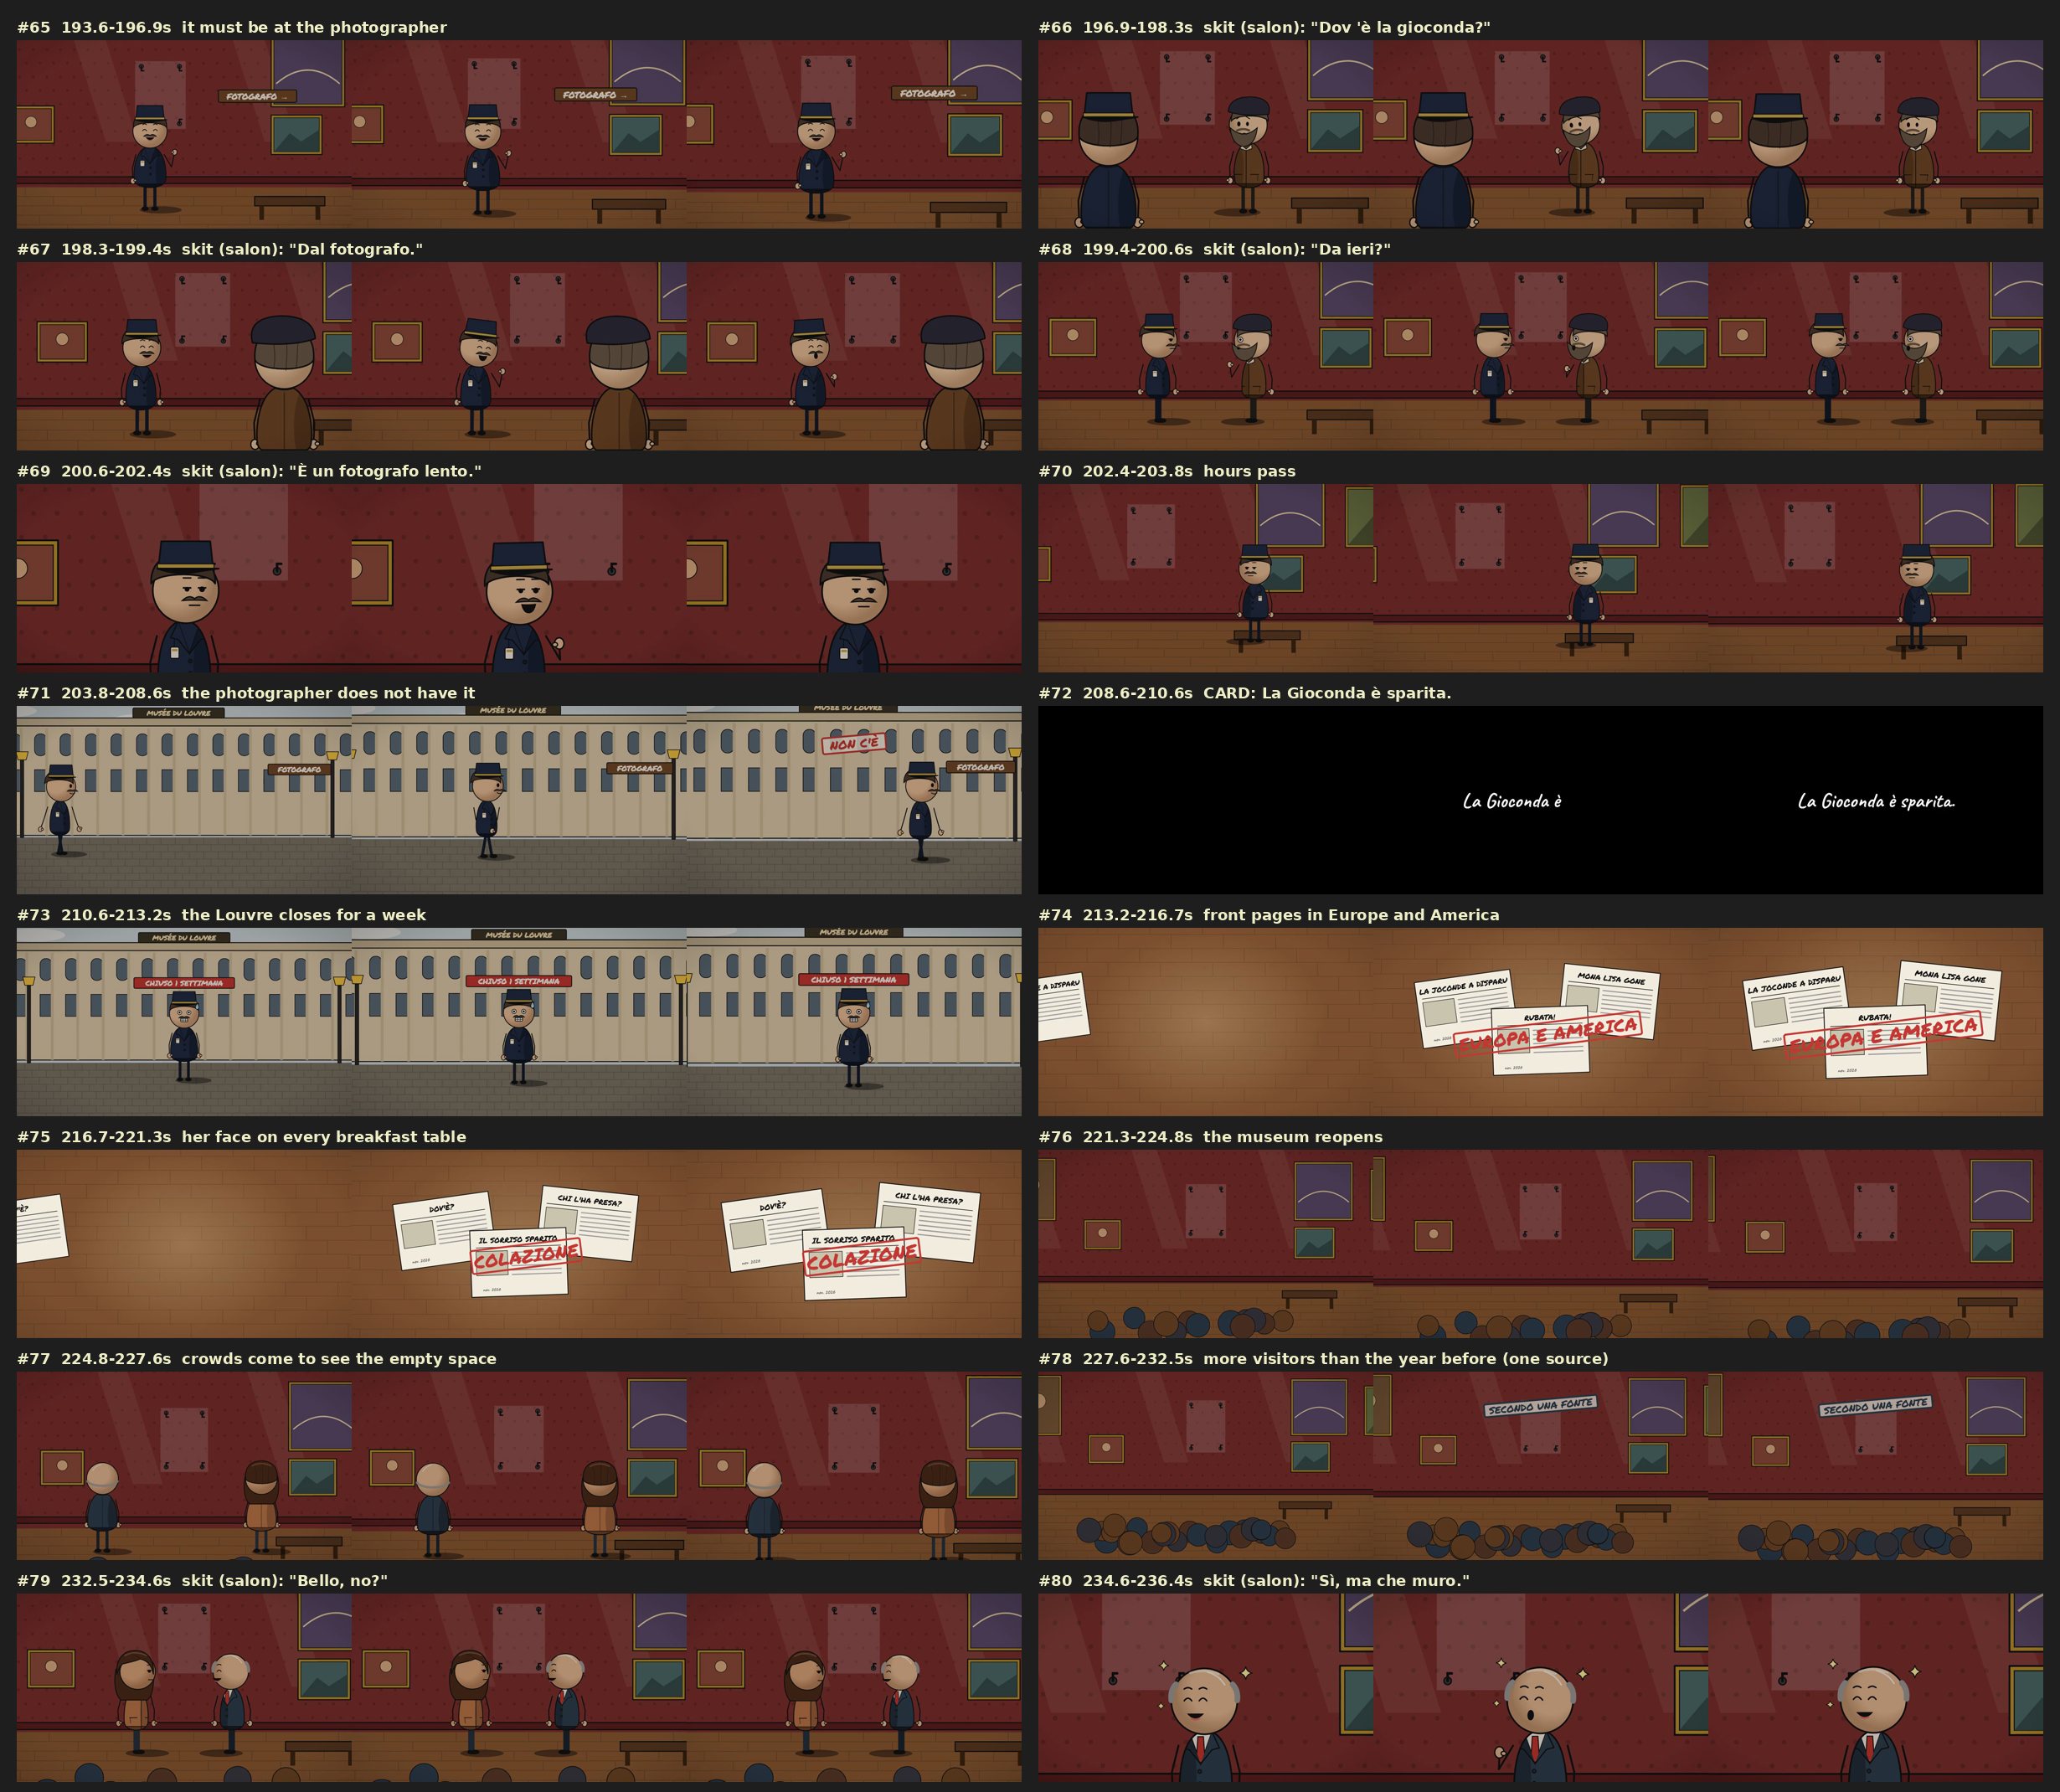 #65 193.6-196.9s it must be at the photographer
FOTOGRAFO →
FOTOGRAFO →
FOTOGRAFO →
#66 196.9-198.3s skit (salon): "Dov 'è la gioconda?"
#67 198.3-199.4s skit (salon): "Dal fotografo."
#68 199.4-200.6s skit (salon): "Da ieri?"
#69 200.6-202.4s skit (salon): "È un fotografo lento."
#70 202.4-203.8s hours pass
#71 203.8-208.6s the photographer does not have it
MUSÉE DU LOUVRE
FOTOGRAFO
MUSÉE DU LOUVRE
FOTOGRAFO
MUSÉE DU LOUVRE
NON C'È
FOTOGRAFO
#72 208.6-210.6s CARD: La Gioconda è sparita.
La Gioconda è
La Gioconda è sparita.
#73 210.6-213.2s the Louvre closes for a week
MUSÉE DU LOUVRE
CHIUSO 1 SETTIMANA
MUSÉE DU LOUVRE
CHIUSO 1 SETTIMANA
MUSÉE DU LOUVRE
CHIUSO 1 SETTIMANA
#74 213.2-216.7s front pages in Europe and America
E A DISPARU
LA JOCONDE A DISPARU
MONA LISA GONE
RUBATA!
EUROPA E AMERICA
LA JOCONDE A DISPARU
MONA LISA GONE
RUBATA!
EUROPA E AMERICA
#75 216.7-221.3s her face on every breakfast table
'È?
DOV'È?
CHI L'HA PRESA?
IL SORRISO SPARITO
COLAZIONE
DOV'È?
CHI L'HA PRESA?
IL SORRISO SPARITO
COLAZIONE
#76 221.3-224.8s the museum reopens
#77 224.8-227.6s crowds come to see the empty space
#78 227.6-232.5s more visitors than the year before (one source)
SECONDO UNA FONTE
SECONDO UNA FONTE
#79 232.5-234.6s skit (salon): "Bello, no?"
#80 234.6-236.4s skit (salon): "Sì, ma che muro."